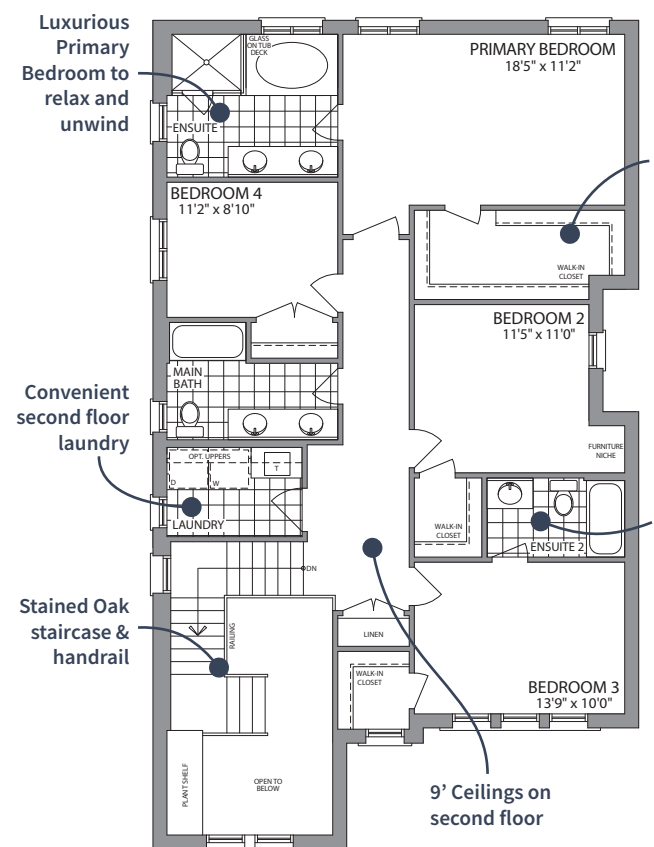 Luxurious
Primary
Bedroom to
relax and
unwind
GLASS
ON TUB
DECK
PRIMARY BEDROOM
18'5" x 11'2"
ENSUITE
BEDROOM 4
11'2" x 8'10"
WALK-IN
CLOSET
BEDROOM 2
11'5" x 11'0"
MAIN
BATH
Convenient
second floor
laundry
FURNITURE
NICHE
OPT. UPPERS
D
W
T
LAUNDRY
WALK-IN
CLOSET
ENSUITE 2
DN
Stained Oak
staircase &
handrail
RAILING
LINEN
WALK-IN
CLOSET
BEDROOM 3
13'9" x 10'0"
PLANT SHELF
OPEN TO
BELOW
9’ Ceilings on
second floor